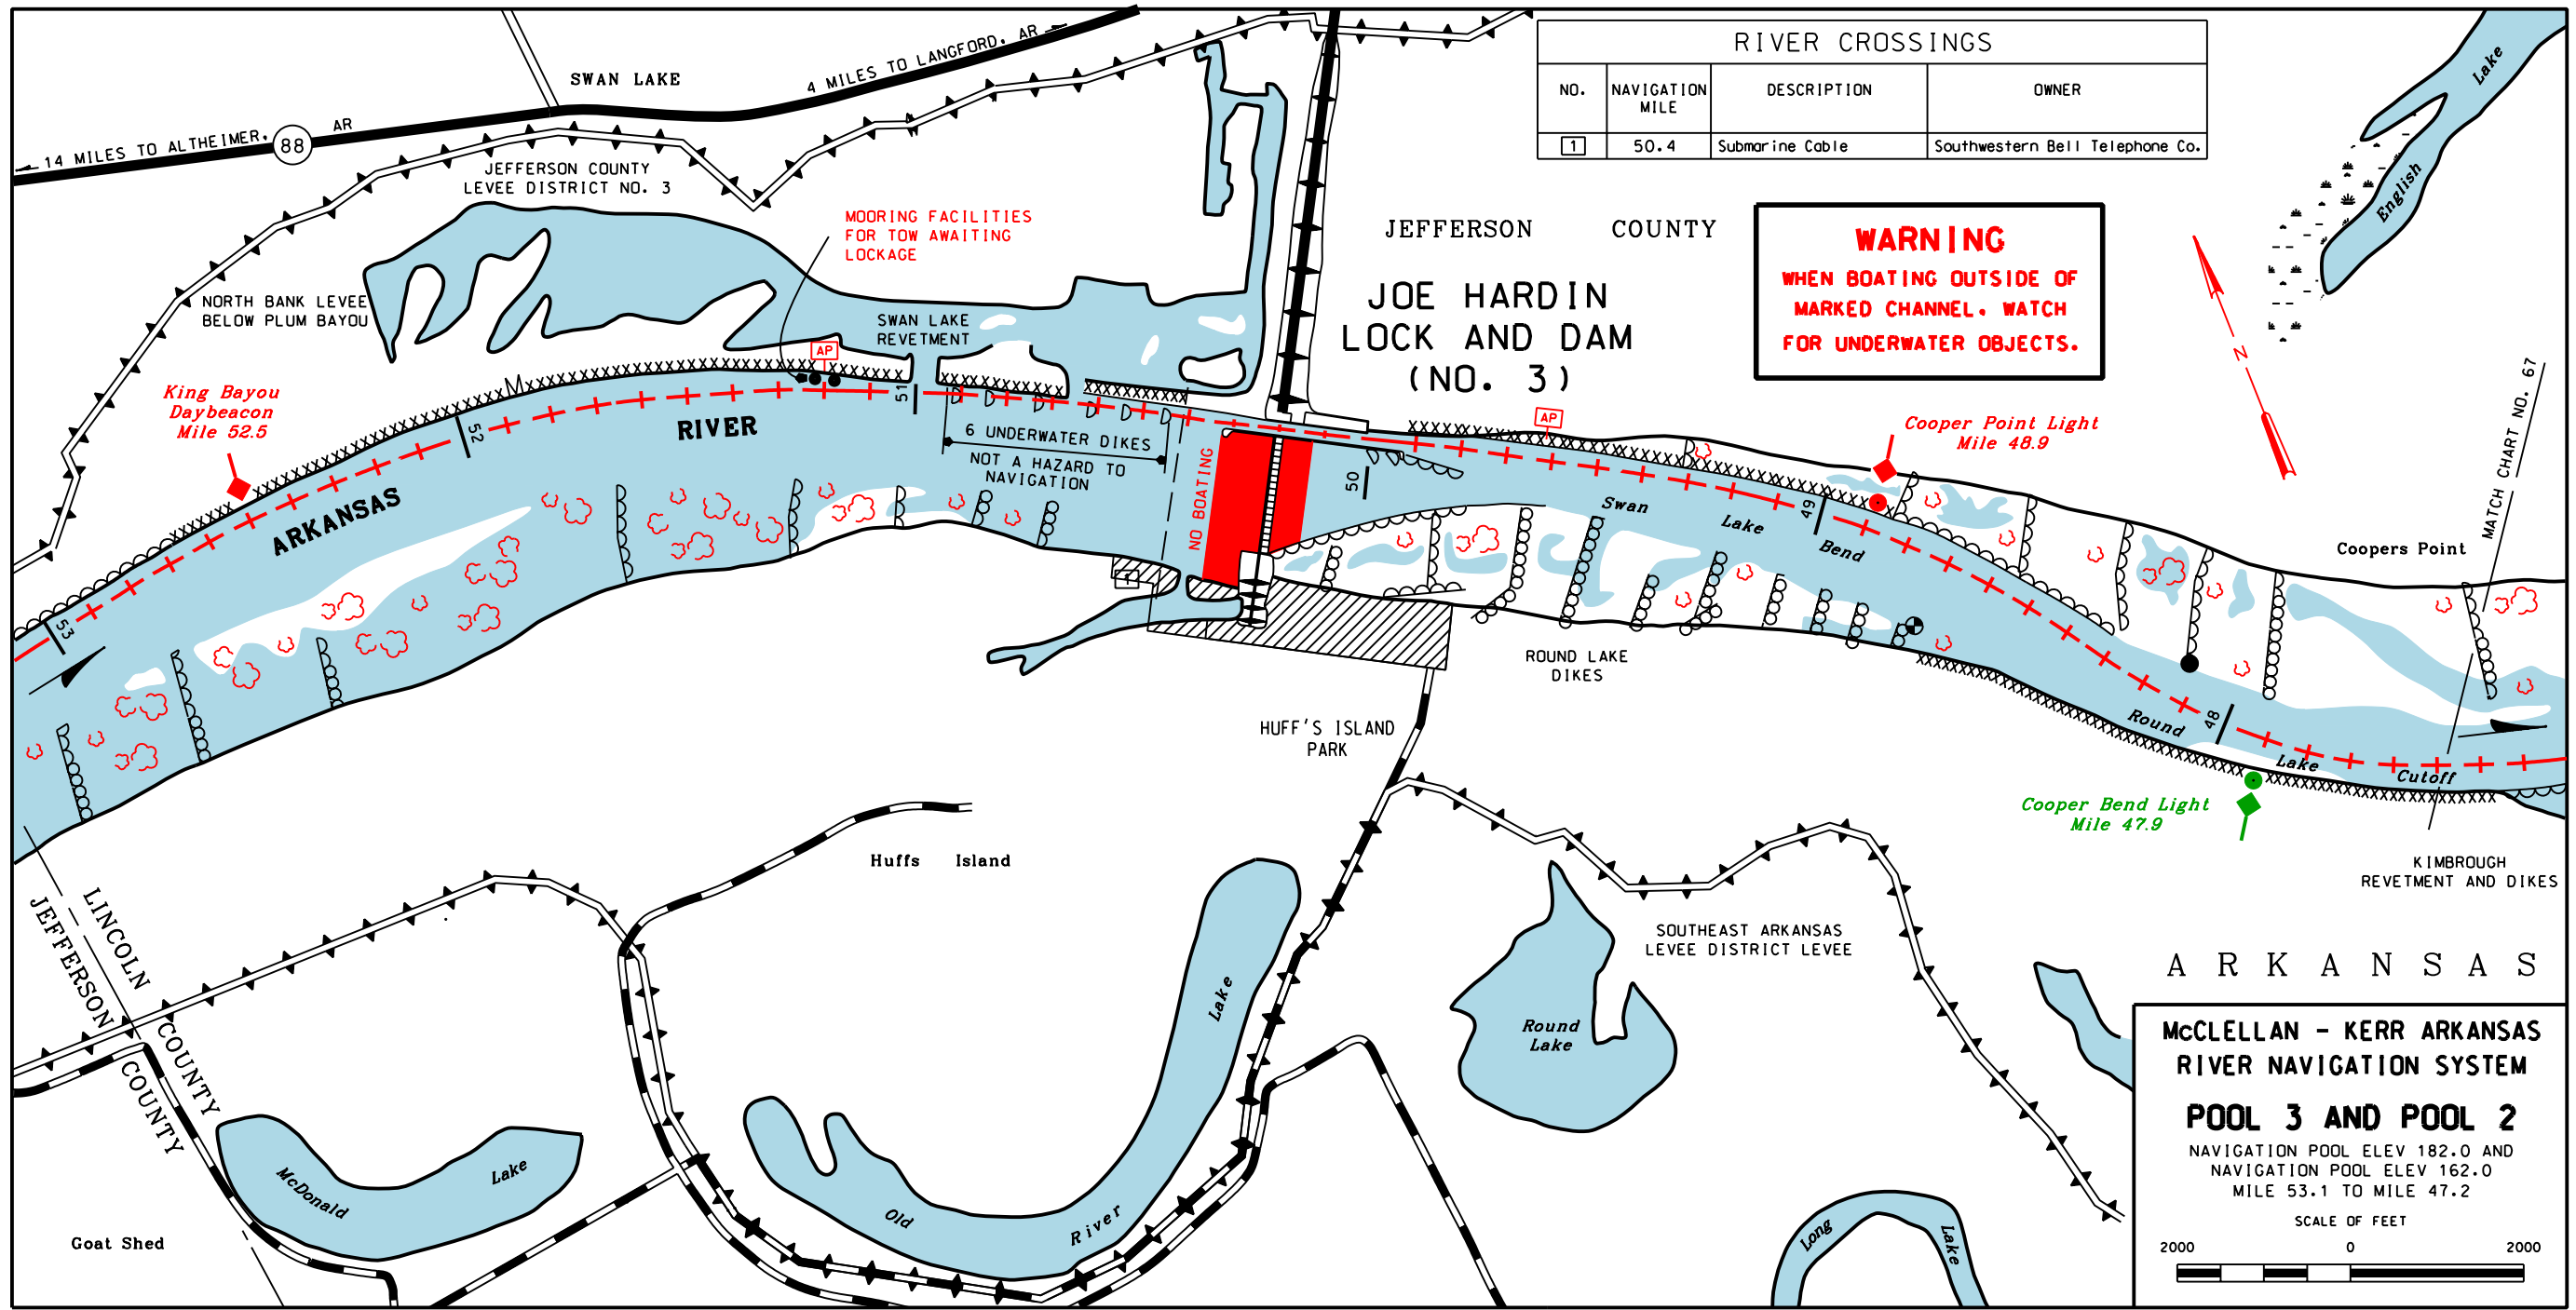 SWAN LAKE
4 MILES TO LANGFORD, AR
14 MILES TO ALTHEIMER, AR
88
JEFFERSON COUNTY
LEVEE DISTRICT NO. 3
RIVER CROSSINGS
NO. NAVIGATION MILE DESCRIPTION OWNER
1 50.4 Submarine Cable Southwestern Bell Telephone Co.
English Lake
MOORING FACILITIES
FOR TOW AWAITING
LOCKAGE
JEFFERSON COUNTY
WARNING
WHEN BOATING OUTSIDE OF
MARKED CHANNEL, WATCH
FOR UNDERWATER OBJECTS.
N
NORTH BANK LEVEE
BELOW PLUM BAYOU
JOE HARDIN
LOCK AND DAM
(NO. 3)
SWAN LAKE
REVETMENT
AP
51
King Bayou
Daybeacon
Mile 52.5
52
ARKANSAS RIVER
6 UNDERWATER DIKES
NOT A HAZARD TO
NAVIGATION
NO BOATING
AP
50
Cooper Point Light
Mile 48.9
MATCH CHART NO. 67
Swan Lake Bend
49
Coopers Point
53
1
ROUND LAKE
DIKES
HUFF'S ISLAND
PARK
Round Lake Cutoff
48
Cooper Bend Light
Mile 47.9
KIMBROUGH
REVETMENT AND DIKES
Huffs Island
LINCOLN COUNTY
JEFFERSON COUNTY
SOUTHEAST ARKANSAS
LEVEE DISTRICT LEVEE
ARKANSAS
Round
Lake
Old River Lake
McDonald Lake
Goat Shed
Long Lake
McCLELLAN - KERR ARKANSAS
RIVER NAVIGATION SYSTEM
POOL 3 AND POOL 2
NAVIGATION POOL ELEV 182.0 AND
NAVIGATION POOL ELEV 162.0
MILE 53.1 TO MILE 47.2
SCALE OF FEET
2000 0 2000